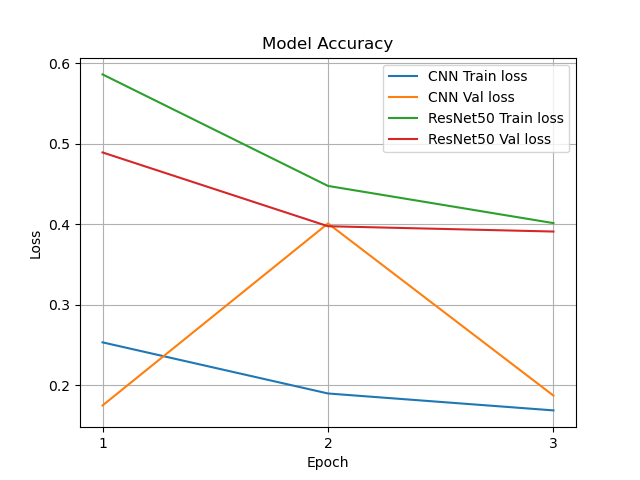 Model Accuracy
0.6
0.5
0.4
0.3
0.2
Loss
CNN Train loss
CNN Val loss
ResNet50 Train loss
ResNet50 Val loss
1 2 3
Epoch